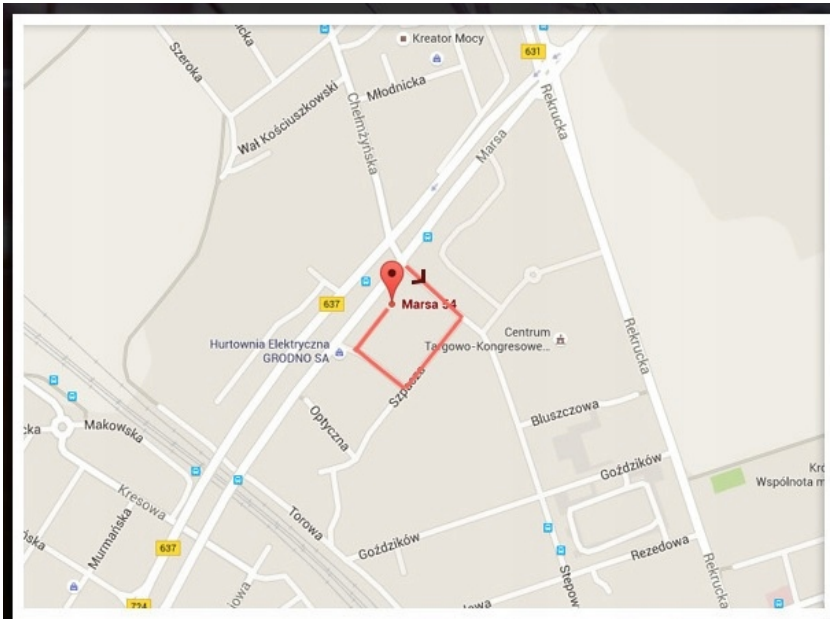 Kreator Mocy
631
Szeroka
Młodnicka
Wał Kościuszkowski
Chełmżyńska
Rekrucka
Marsa
Marsa 54
637
Hurtownia Elektryczna
GRODNO SA
Centrum
Targowo-Kongresowe...
Rekrucka
Szpacza
Bluszczowa
Optyczna
Makowska
Goździków
Kresowa
Wspólnota m
Torowa
Murmańska
Goździków
637
Rezedowa
Rekrucka
Stepow
724